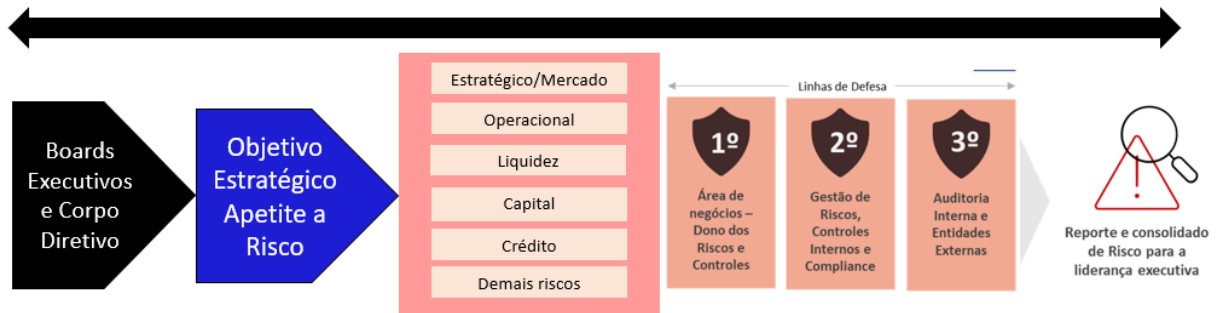 Boards
Executivos
e Corpo
Diretivo
Objetivo
Estratégico
Apetite a
Risco
Estratégico/Mercado
Operacional
Liquidez
Capital
Crédito
Demais riscos
Linhas de Defesa
1º
Área de
negócios –
Dono dos
Riscos e
Controles
2º
Gestão de
Riscos,
Controles
Internos e
Compliance
3º
Auditoria
Interna e
Entidades
Externas
Reporte e consolidado
de Risco para a
liderança executiva